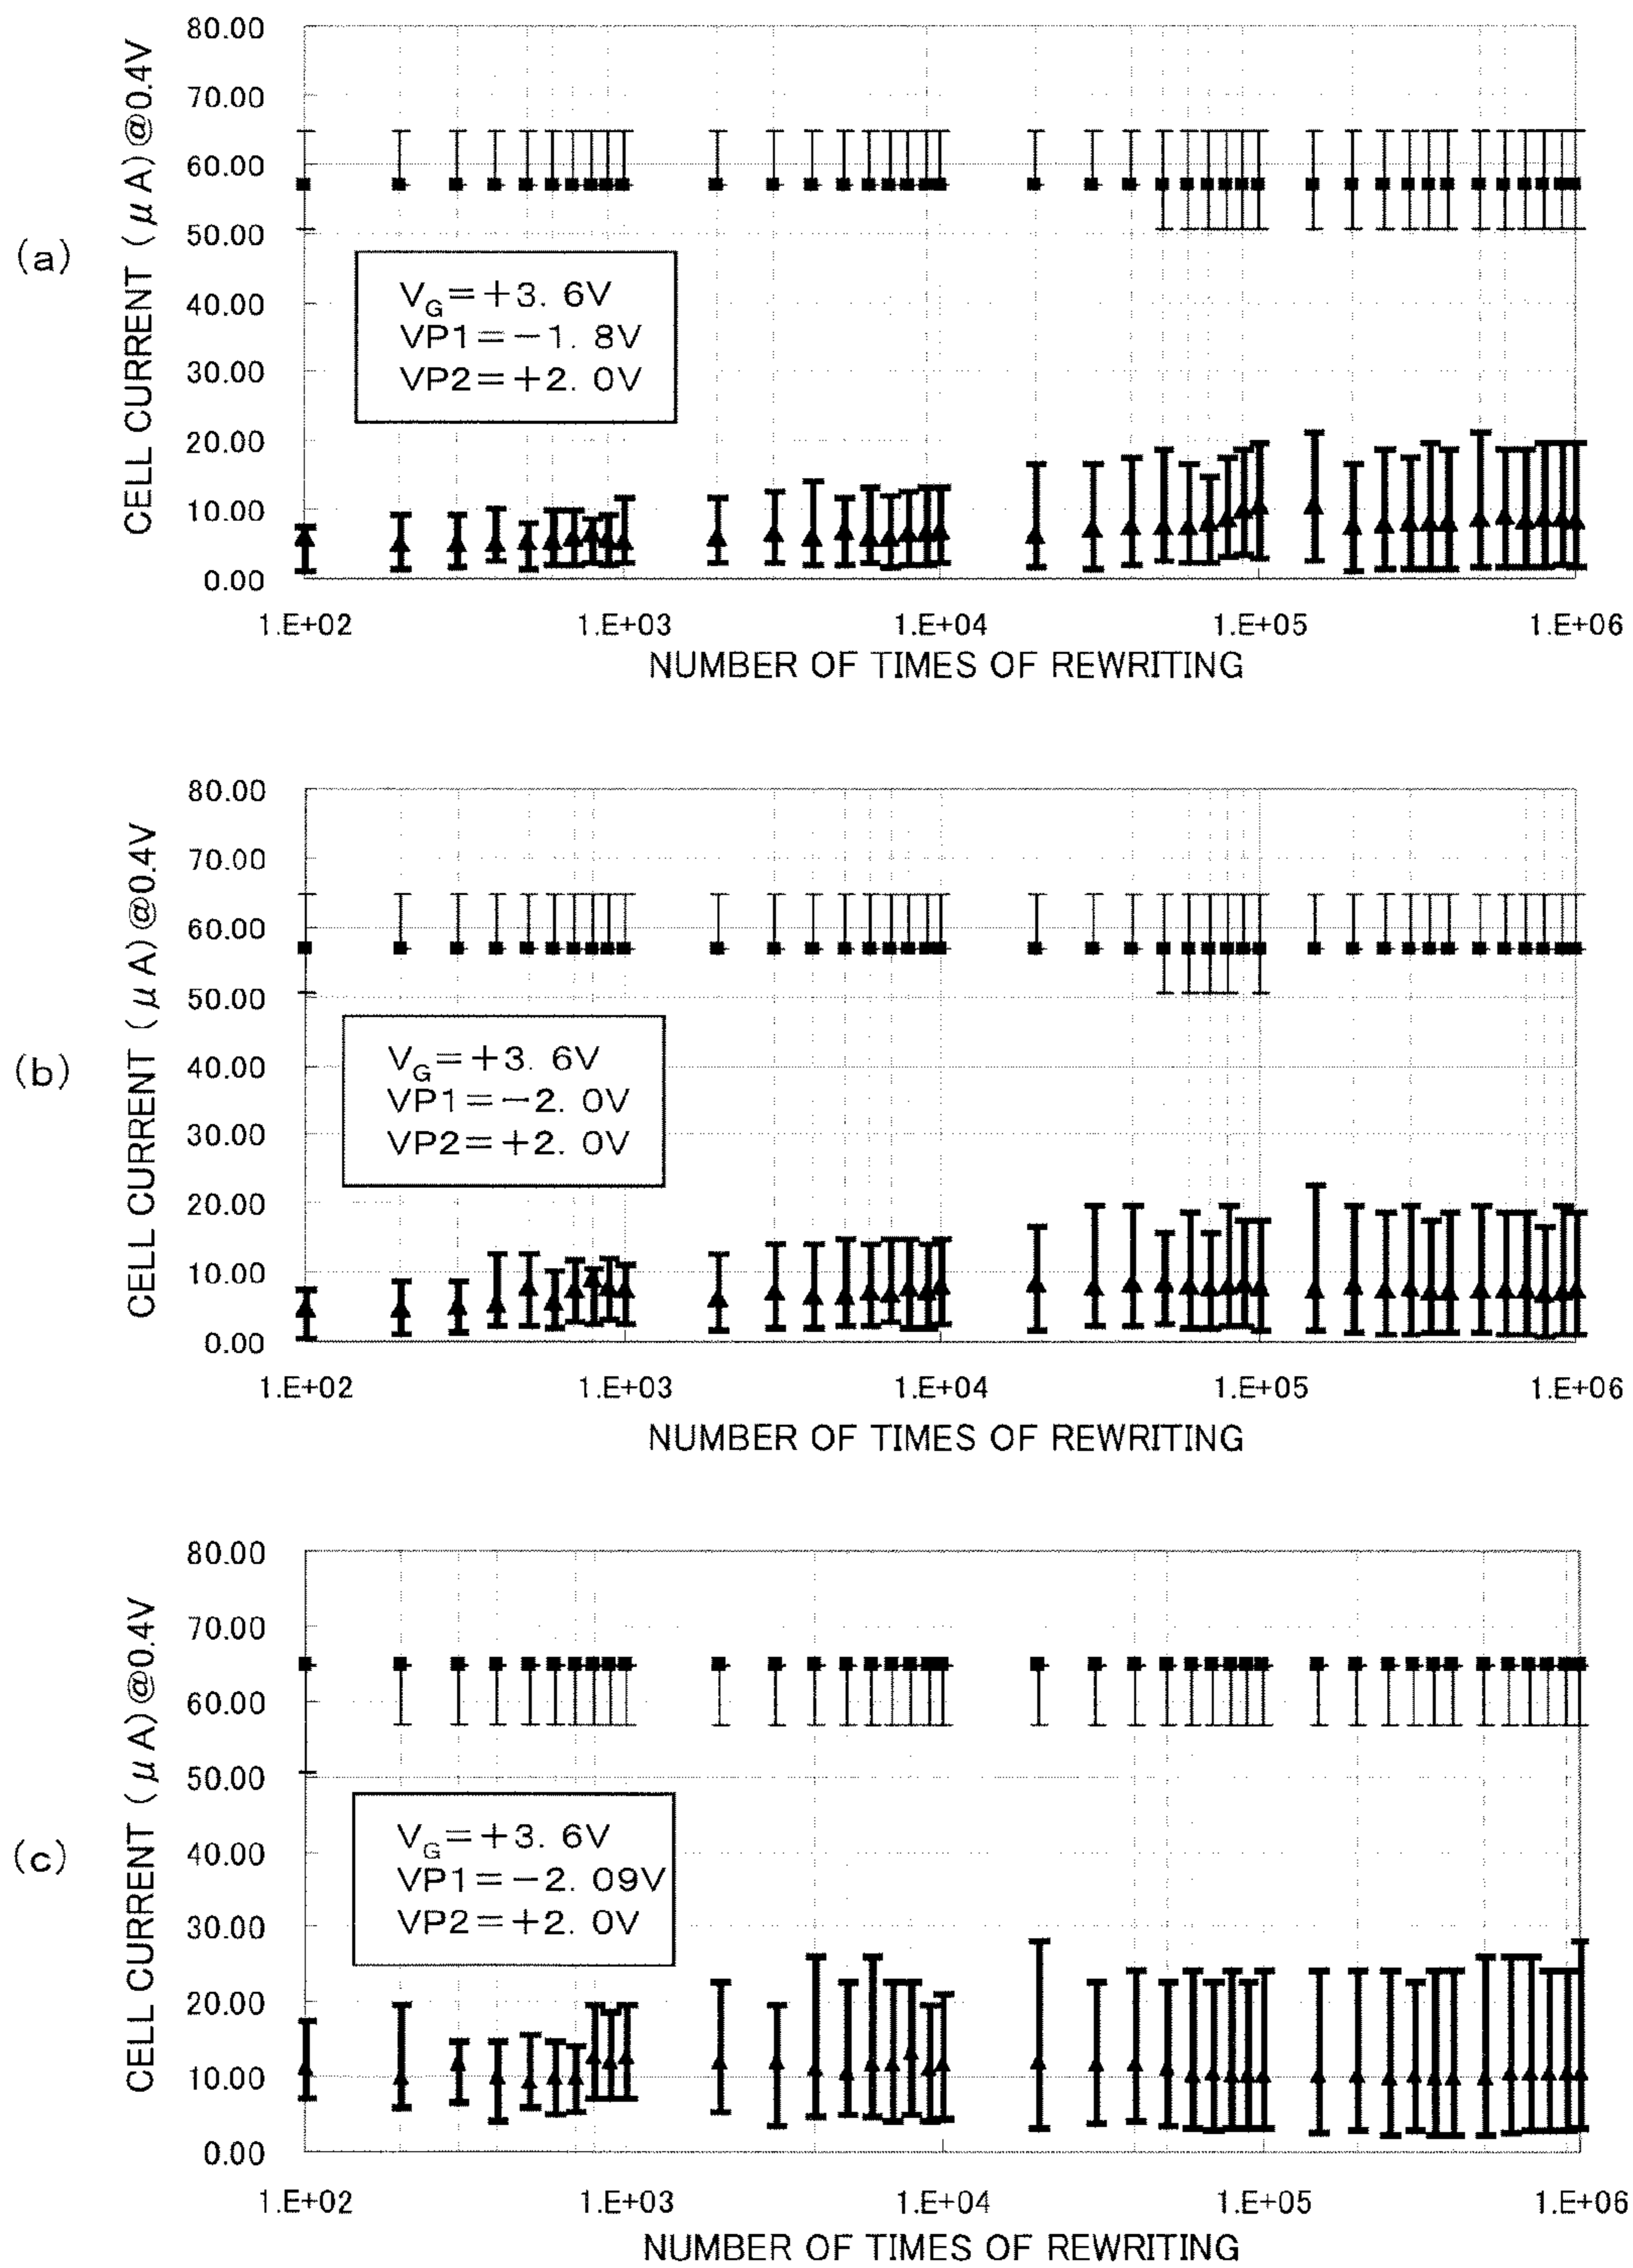 (a)
CELL CURRENT (μA)@0.4V
80.00
70.00
60.00
50.00
40.00
30.00
20.00
10.00
0.00
V_G=+3. 6V
VP1=−1. 8V
VP2=+2. 0V
1.E+02 1.E+03 1.E+04 1.E+05 1.E+06
NUMBER OF TIMES OF REWRITING
(b)
CELL CURRENT (μA)@0.4V
80.00
70.00
60.00
50.00
40.00
30.00
20.00
10.00
0.00
V_G=+3. 6V
VP1=−2. 0V
VP2=+2. 0V
1.E+02 1.E+03 1.E+04 1.E+05 1.E+06
NUMBER OF TIMES OF REWRITING
(c)
CELL CURRENT (μA)@0.4V
80.00
70.00
60.00
50.00
40.00
30.00
20.00
10.00
0.00
V_G=+3. 6V
VP1=−2. 09V
VP2=+2. 0V
1.E+02 1.E+03 1.E+04 1.E+05 1.E+06
NUMBER OF TIMES OF REWRITING